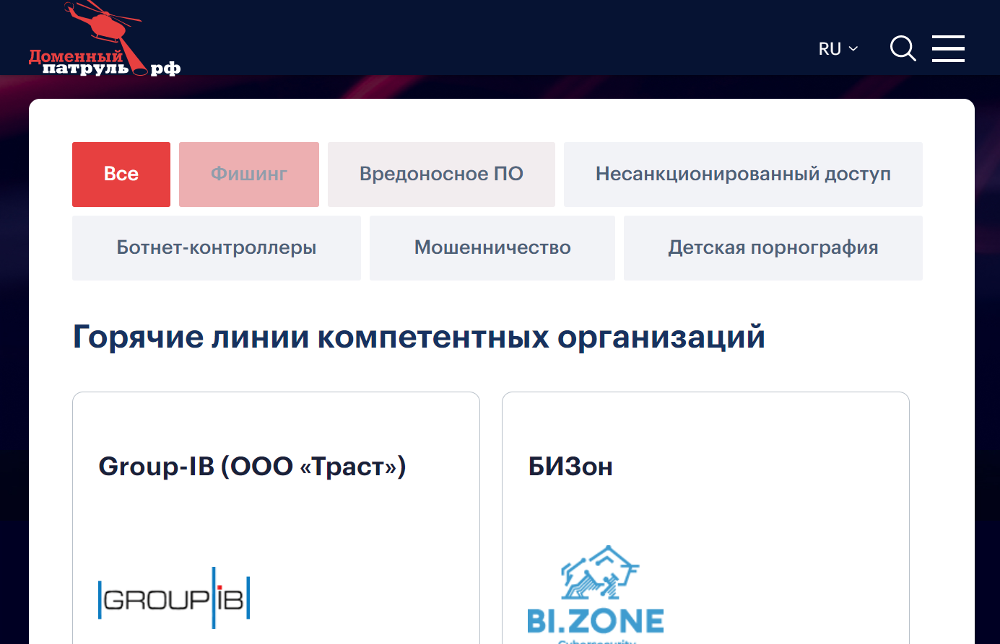 Доменный
патруль.рф
RU
Все
Фишинг
Вредоносное ПО
Несанкционированный доступ
Ботнет-контроллеры
Мошенничество
Детская порнография
Горячие линии компетентных организаций
Group-IB (ООО «Траст»)
БИЗон
GROUP IB
BI.ZONE
Cybersecurity